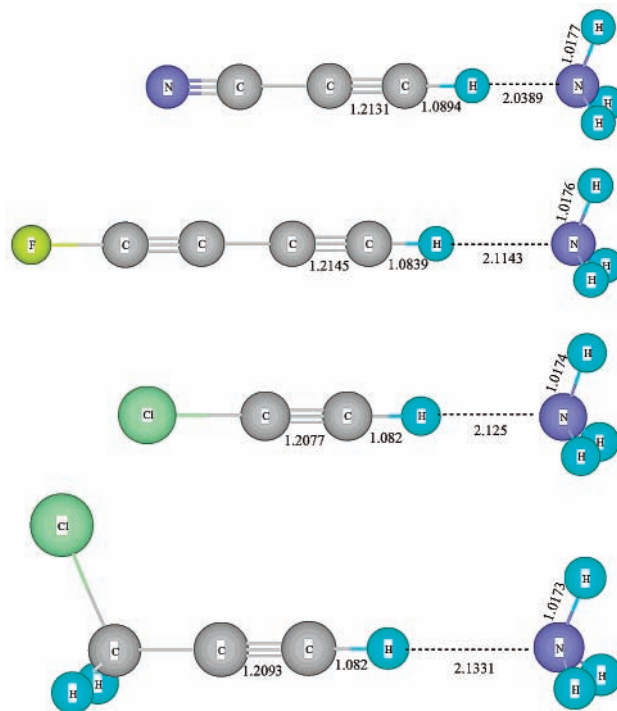 H
1.0177
N C C C H N
H
1.2131 1.0894 2.0389
H
H
1.0176
F C C C C H N
H
1.2145 1.0839 2.1143
H
H
1.0174
Cl C C H N
H
1.2077 1.082 2.125
H
Cl
H
1.0173
C C C H N
1.2093 1.082 2.1331
H
H
H
H